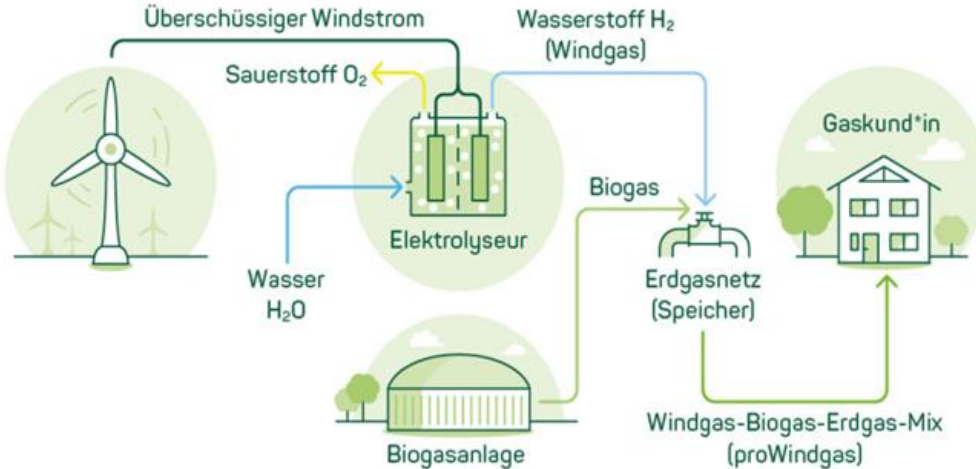 Überschüssiger Windstrom
Wasserstoff H₂
(Windgas)
Sauerstoff O₂
Gaskund*in
Biogas
Elektrolyseur
Wasser
H₂O
Erdgasnetz
(Speicher)
Windgas-Biogas-Erdgas-Mix
(proWindgas)
Biogasanlage